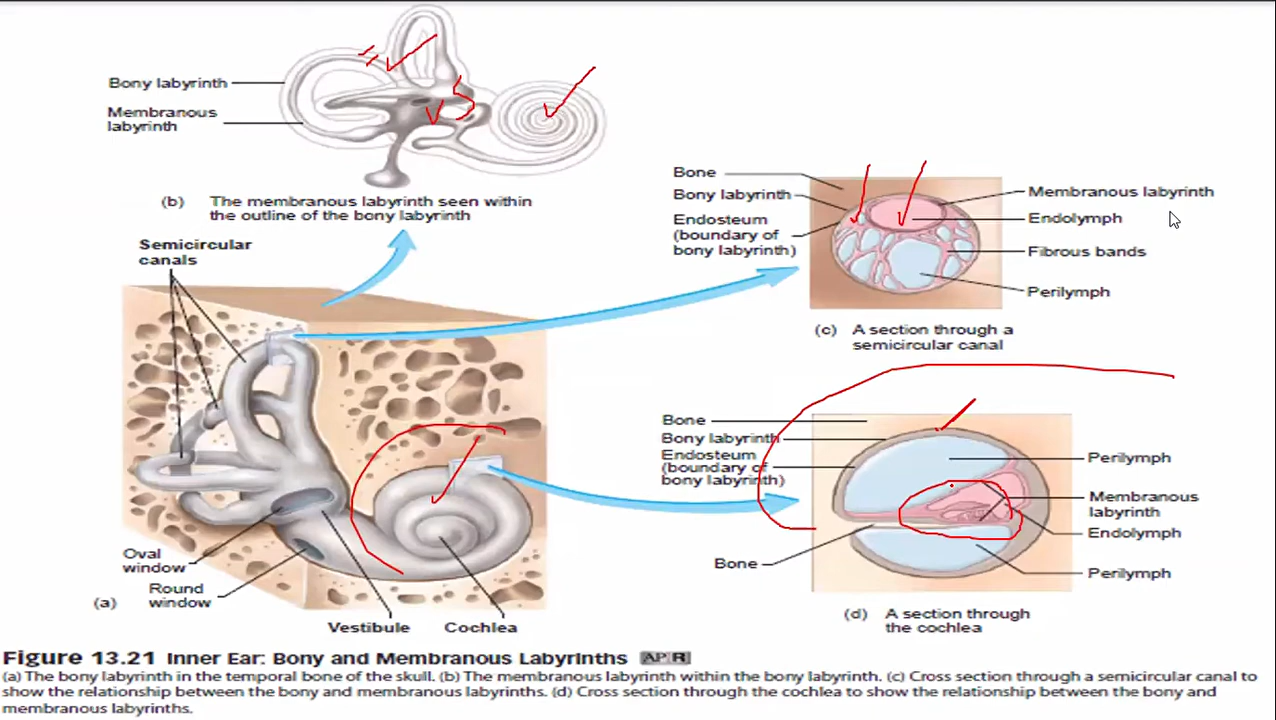 Bony labyrinth
Membranous
labyrinth
(b) The membranous labyrinth seen within
the outline of the bony labyrinth
Semicircular
canals
Oval
window
Round
window
(a)
Vestibule
Cochlea
Bone
Bony labyrinth
Endosteum
(boundary of
bony labyrinth)
Membranous labyrinth
Endolymph
Fibrous bands
Perilymph
(c) A section through a
semicircular canal
Bone
Bony labyrinth
Endosteum
(boundary of
bony labyrinth)
Bone
Perilymph
Membranous
labyrinth
Endolymph
Perilymph
(d) A section through
the cochlea
Figure 13.21 Inner Ear: Bony and Membranous Labyrinths AP|R
(a) The bony labyrinth in the temporal bone of the skull. (b) The membranous labyrinth within the bony labyrinth. (c) Cross section through a semicircular canal to
show the relationship between the bony and membranous labyrinths. (d) Cross section through the cochlea to show the relationship between the bony and
membranous labyrinths.